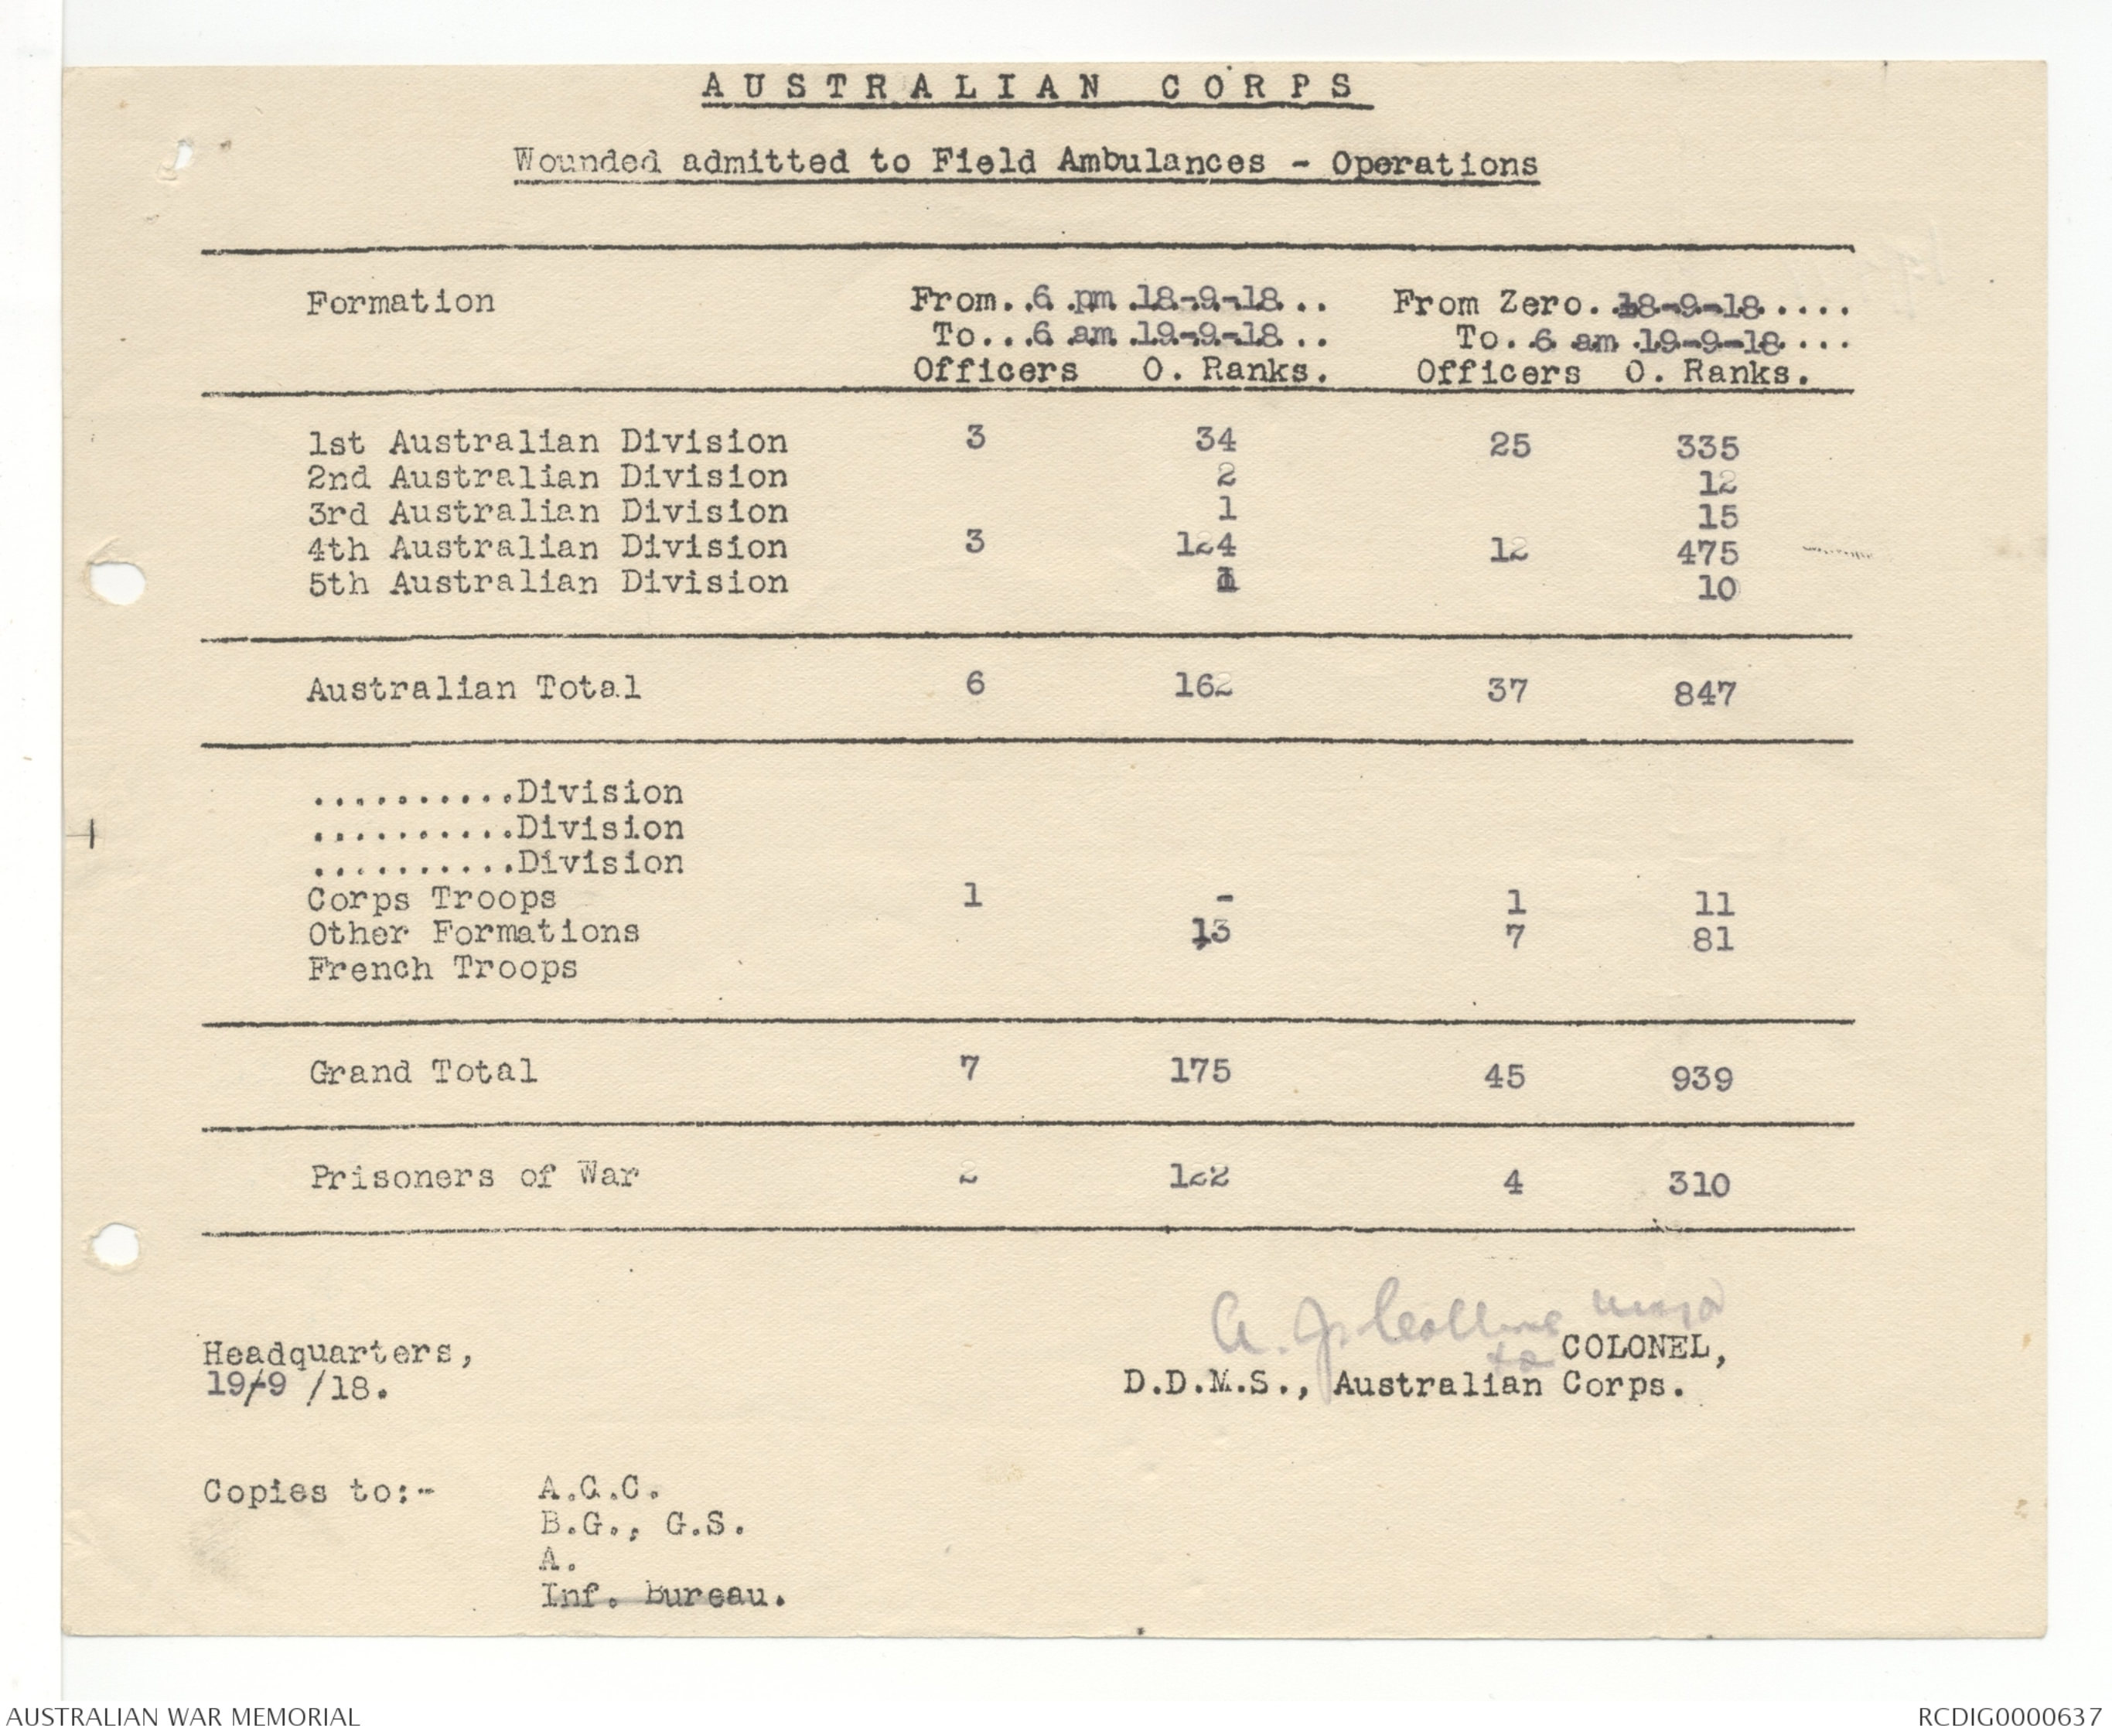 AUSTRALIAN CORPS
Wounded admitted to Field Ambulances - Operations
Formation From..6 pm 18-9-18... From Zero..18-9-18.....
To...6 am 19-9-18... To..6 am 19-9-18....
Officers O. Ranks. Officers O. Ranks.
1st Australian Division 3 34 25 335
2nd Australian Division 2 12
3rd Australian Division 1 15
4th Australian Division 3 124 12 475
5th Australian Division 1 10
Australian Total 6 162 37 847
..........Division
..........Division
..........Division
Corps Troops 1 - 1 11
Other Formations 13 7 81
French Troops
Grand Total 7 175 45 939
Prisoners of War 2 122 4 310
A. J. Collins Major
Headquarters, COLONEL,
19/9 /18. D.D.M.S., Australian Corps.
Copies to:- A.C.C.
B.G., G.S.
A.
Inf. Bureau.
AUSTRALIAN WAR MEMORIAL RCDIG0000637